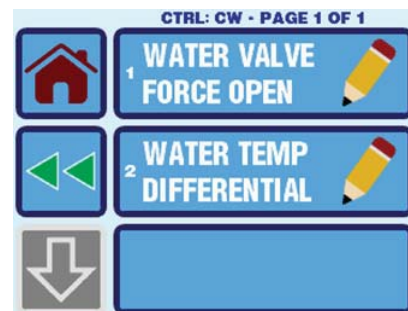 CTRL: CW - PAGE 1 OF 1
1 WATER VALVE
FORCE OPEN
2 WATER TEMP
DIFFERENTIAL